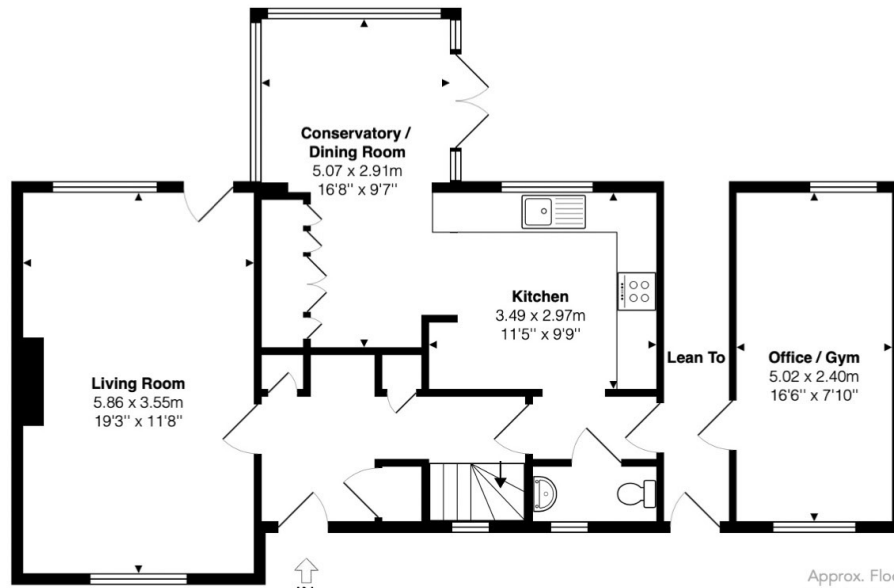 Conservatory /
Dining Room
5.07 x 2.91m
16'8" x 9'7"
Living Room
5.86 x 3.55m
19'3" x 11'8"
Kitchen
3.49 x 2.97m
11'5" x 9'9"
Lean To
Office / Gym
5.02 x 2.40m
16'6" x 7'10"
Approx. Floo